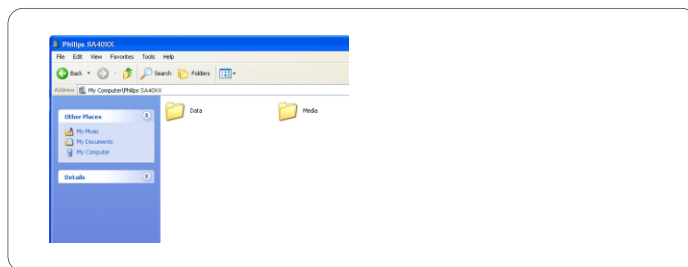 Philips SA40XX
File Edit View Favorites Tools Help
Back Search Folders
Address My Computer\Philips SA40XX
Other Places
My Music
My Documents
My Computer
Details
Data
Media